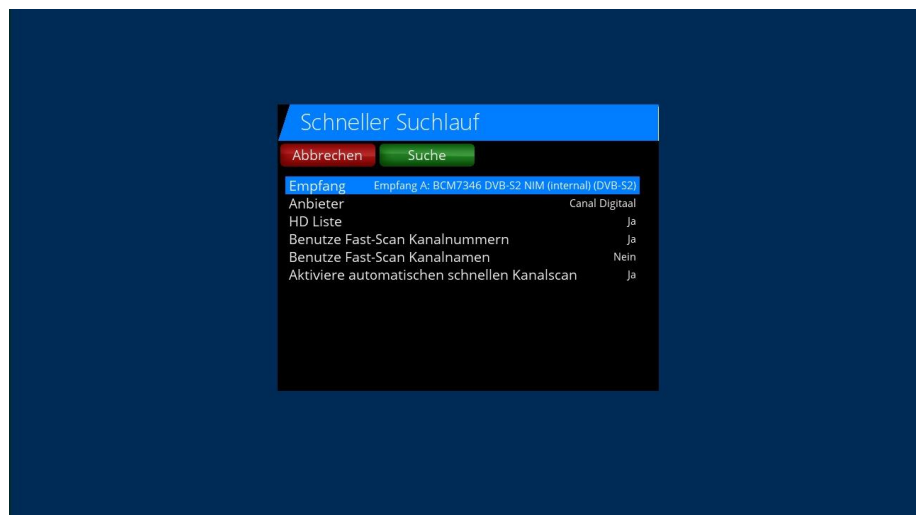 Schneller Suchlauf
Abbrechen Suche
Empfang Empfang A: BCM7346 DVB-S2 NIM (internal) (DVB-S2)
Anbieter Canal Digitaal
HD Liste Ja
Benutze Fast-Scan Kanalnummern Ja
Benutze Fast-Scan Kanalnamen Nein
Aktiviere automatischen schnellen Kanalscan Ja